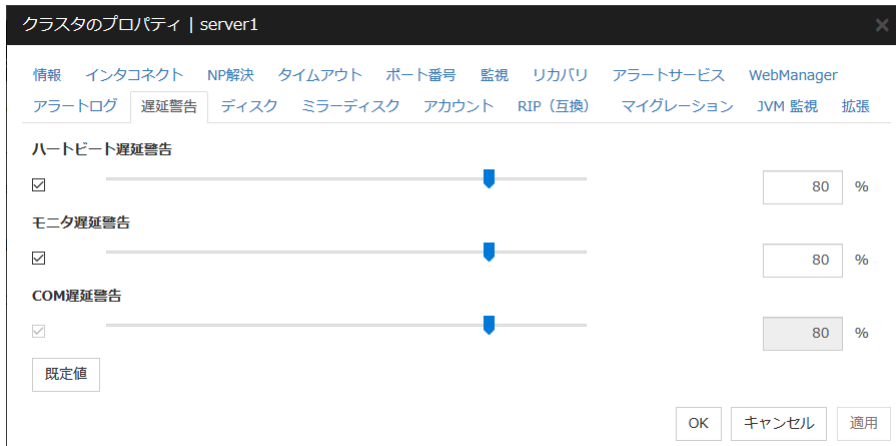 クラスタのプロパティ | server1
情報 インタコネクト NP解決 タイムアウト ポート番号 監視 リカバリ アラートサービス WebManager
アラートログ 遅延警告 ディスク ミラーディスク アカウント RIP（互換） マイグレーション JVM 監視 拡張
ハートビート遅延警告
80 %
モニタ遅延警告
80 %
COM遅延警告
80 %
既定値
OK キャンセル 適用